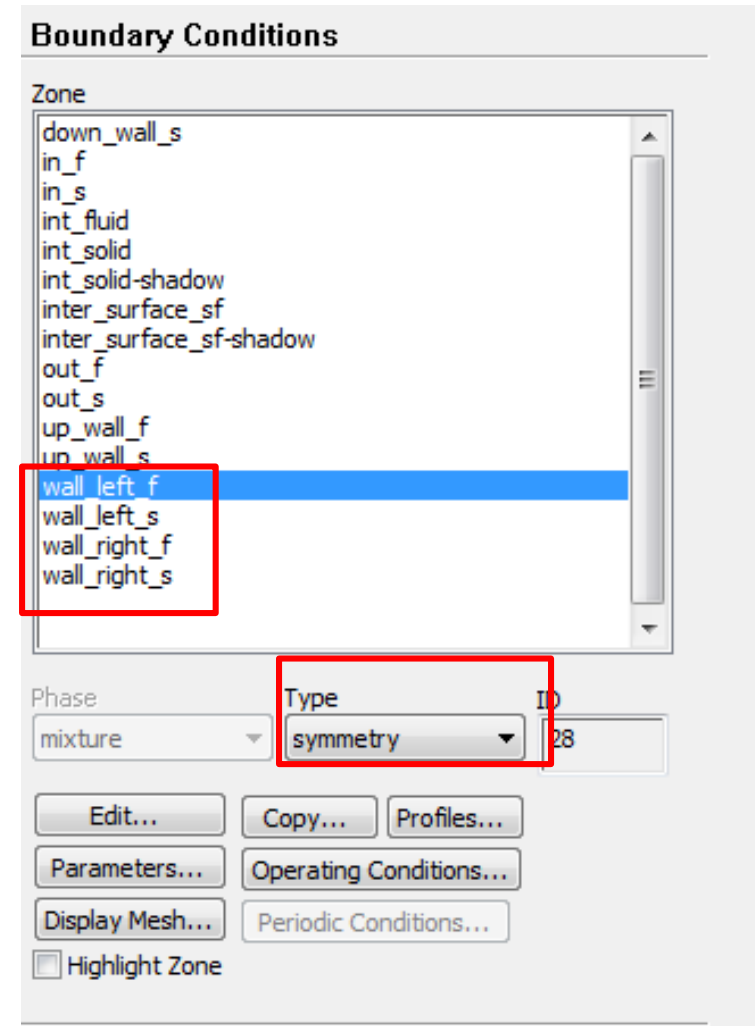 Boundary Conditions
Zone
down_wall_s
in_f
in_s
int_fluid
int_solid
int_solid-shadow
inter_surface_sf
inter_surface_sf-shadow
out_f
out_s
up_wall_f
up_wall_s
wall_left_f
wall_left_s
wall_right_f
wall_right_s
Phase Type ID
mixture symmetry 28
Edit... Copy... Profiles...
Parameters... Operating Conditions...
Display Mesh... Periodic Conditions...
Highlight Zone